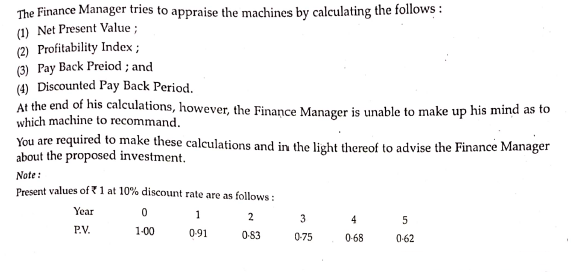 The Finance Manager tries to appraise the machines by calculating the follows :
(1) Net Present Value ;
(2) Profitability Index ;
(3) Pay Back Preiod ; and
(4) Discounted Pay Back Period.
At the end of his calculations, however, the Finance Manager is unable to make up his mind as to
which machine to recommand.
You are required to make these calculations and in the light thereof to advise the Finance Manager
about the proposed investment.
Note :
Present values of ₹ 1 at 10% discount rate are as follows :
Year 0 1 2 3 4 5
P.V. 1·00 0·91 0·83 0·75 0·68 0·62